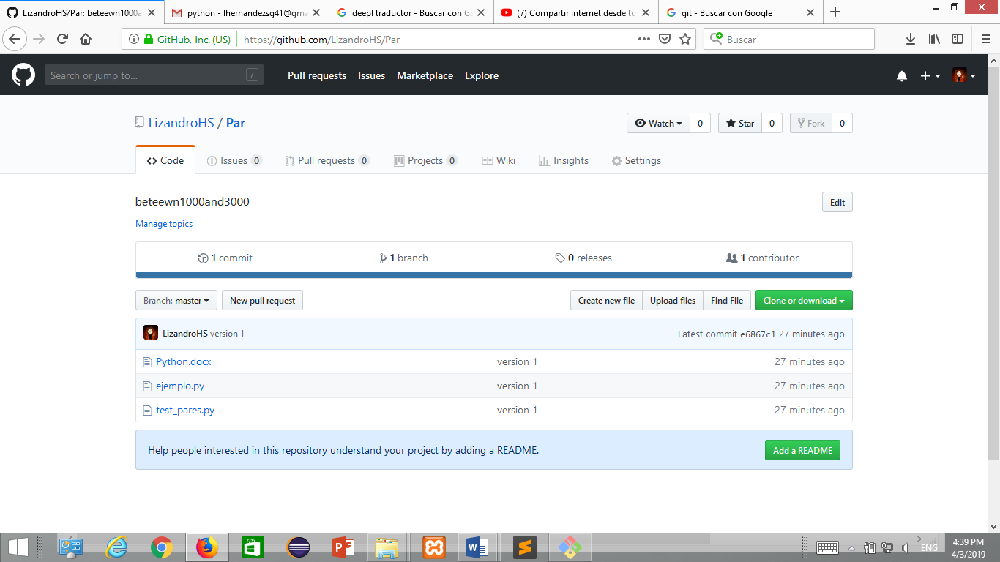 LizandroHS/Par: beteewn1000an
python - lhernandezsg41@gma
deepl traductor - Buscar con G
(7) Compartir internet desde tu
git - Buscar con Google
GitHub, Inc. (US)
https://github.com/LizandroHS/Par
Buscar
Search or jump to...
/
Pull requests
Issues
Marketplace
Explore
LizandroHS / Par
Watch 0
Star 0
Fork 0
Code
Issues 0
Pull requests 0
Projects 0
Wiki
Insights
Settings
beteewn1000and3000
Edit
Manage topics
1 commit
1 branch
0 releases
1 contributor
Branch: master
New pull request
Create new file
Upload files
Find File
Clone or download
LizandroHS version 1
Latest commit e6867c1 27 minutes ago
Python.docx version 1 27 minutes ago
ejemplo.py version 1 27 minutes ago
test_pares.py version 1 27 minutes ago
Help people interested in this repository understand your project by adding a README.
Add a README
ENG
4:39 PM
4/3/2019